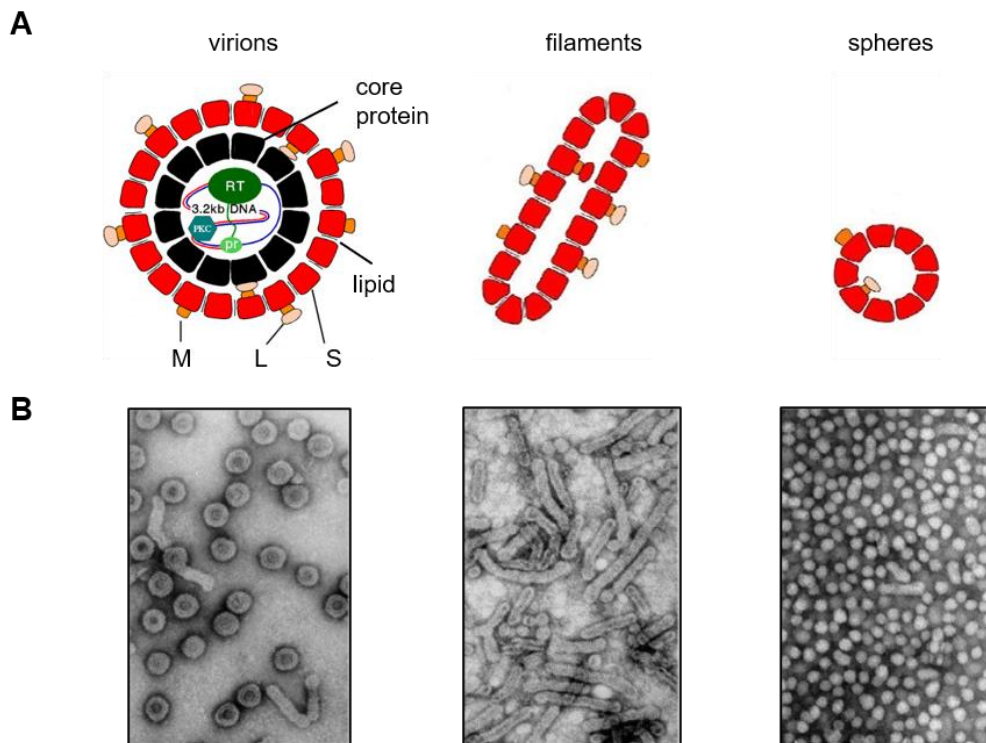 A
virions
filaments
spheres
core
protein
RT
3.2kb DNA
PKC
pr
lipid
M
L
S
B